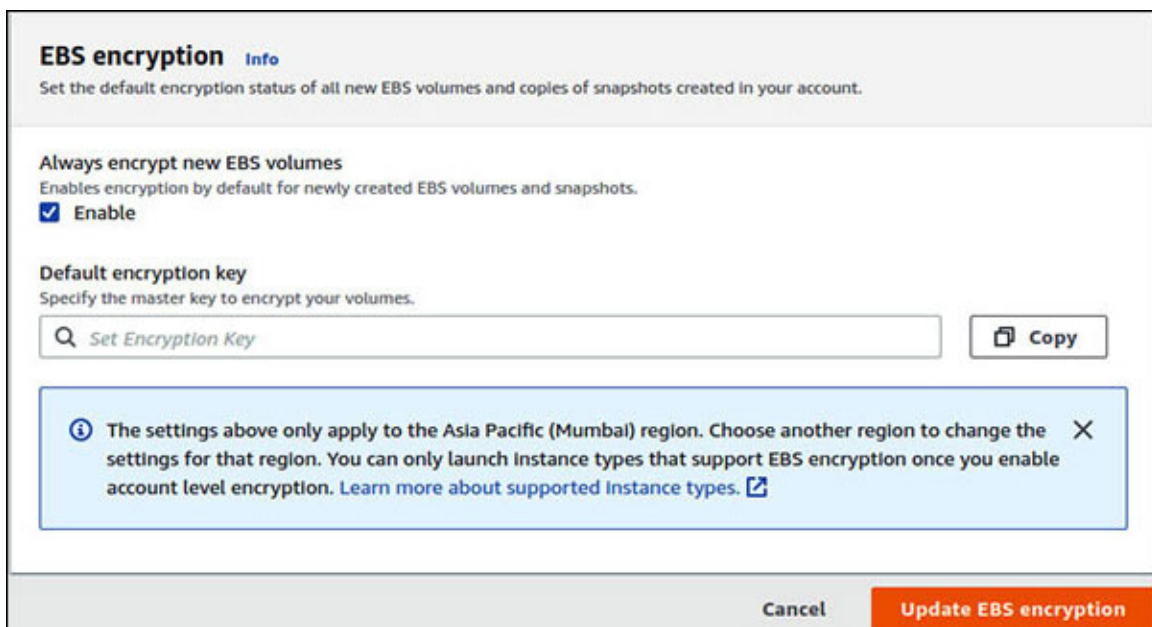 EBS encryption Info
Set the default encryption status of all new EBS volumes and copies of snapshots created in your account.
Always encrypt new EBS volumes
Enables encryption by default for newly created EBS volumes and snapshots.
Enable
Default encryption key
Specify the master key to encrypt your volumes.
Set Encryption Key
Copy
The settings above only apply to the Asia Pacific (Mumbai) region. Choose another region to change the
settings for that region. You can only launch instance types that support EBS encryption once you enable
account level encryption. Learn more about supported instance types.
Cancel
Update EBS encryption